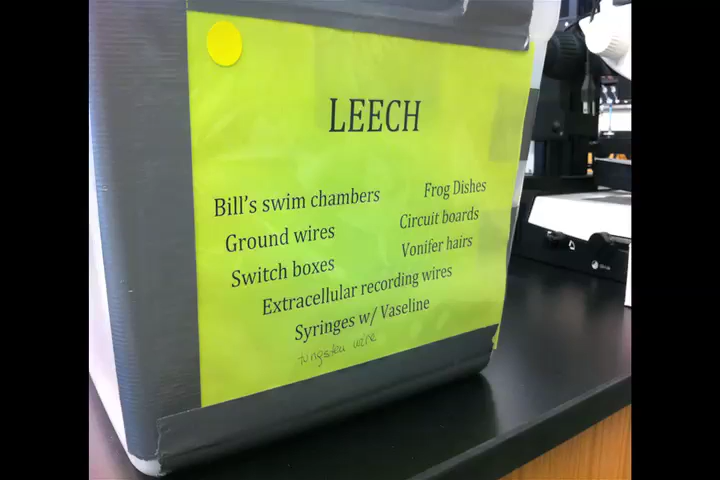 LEECH
Bill's swim chambers
Frog Dishes
Ground wires
Circuit boards
Switch boxes
Vonifer hairs
Extracellular recording wires
Syringes w/ Vaseline
tungsten wire